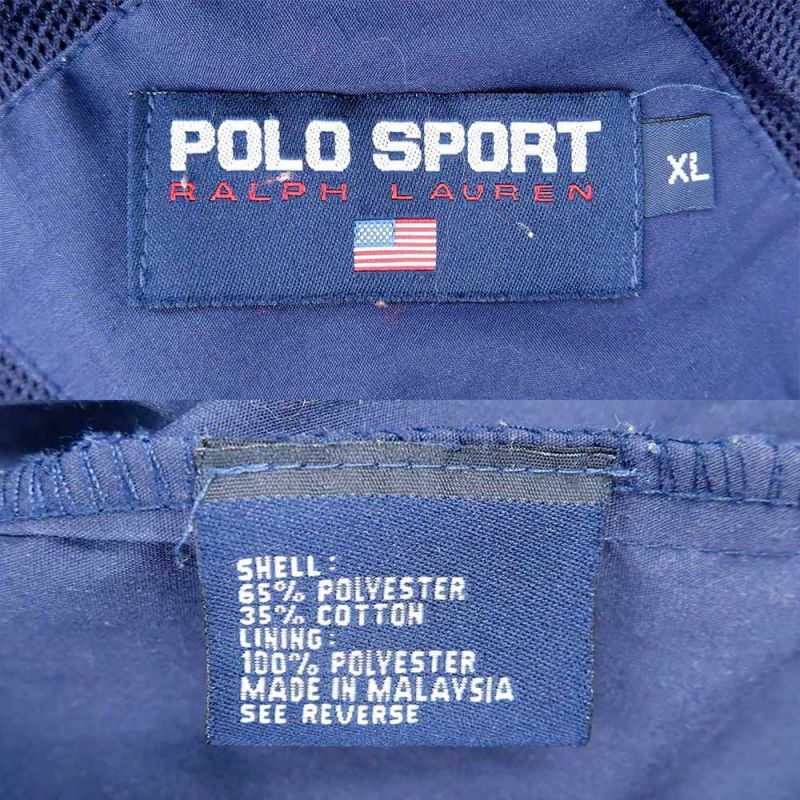 POLO SPORT
RALPH LAUREN
XL
SHELL:
65% POLYESTER
35% COTTON
LINING:
100% POLYESTER
MADE IN MALAYSIA
SEE REVERSE